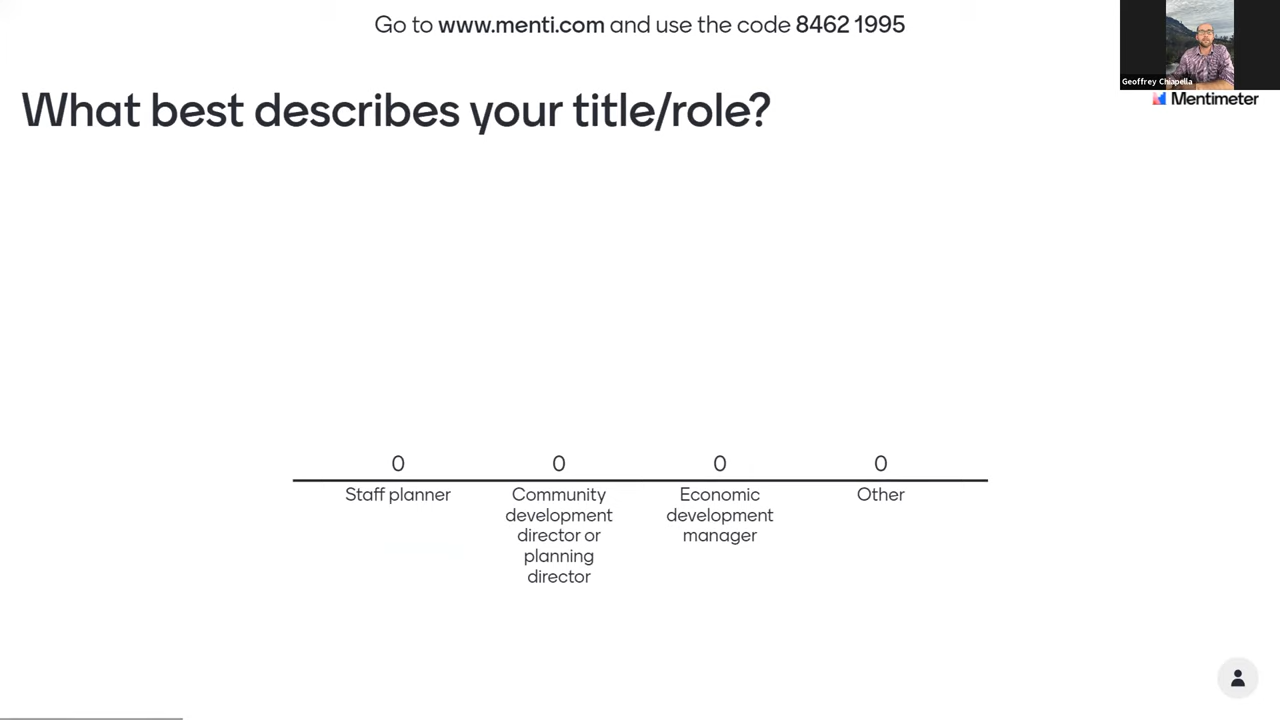 Go to www.menti.com and use the code 8462 1995
Geoffrey Chiapella
Mentimeter
What best describes your title/role?
0 0 0 0
Staff planner
Community
development
director or
planning
director
Economic
development
manager
Other